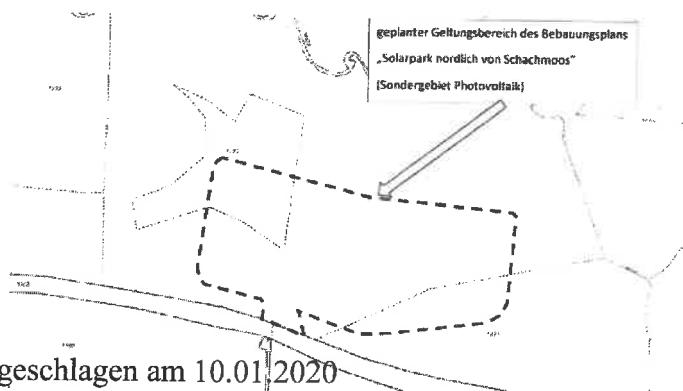 geplanter Geltungsbereich des Bebauungsplans
„Solarpark nördlich von Schachmoos"
(Sondergebiet Photovoltaik)
geschlagen am 10.01.2020